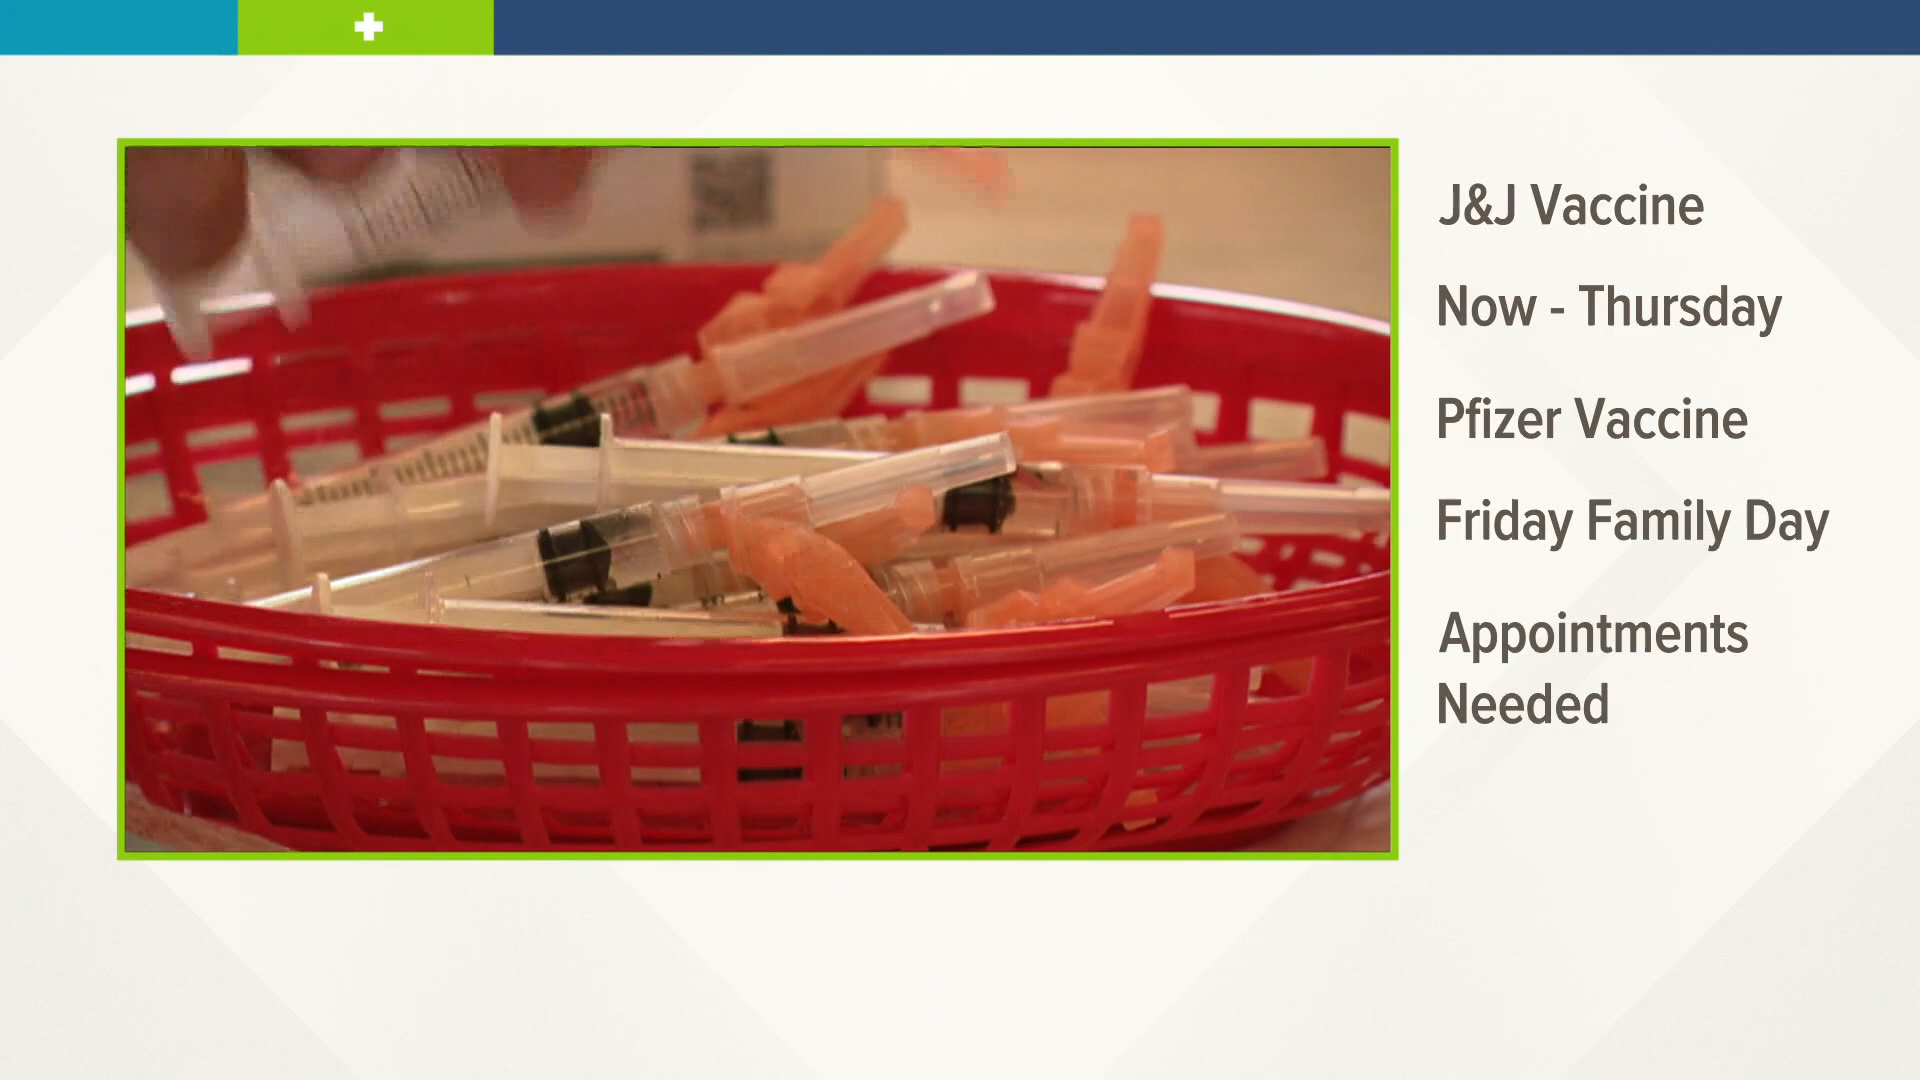 J&J Vaccine
Now - Thursday
Pfizer Vaccine
Friday Family Day
Appointments
Needed